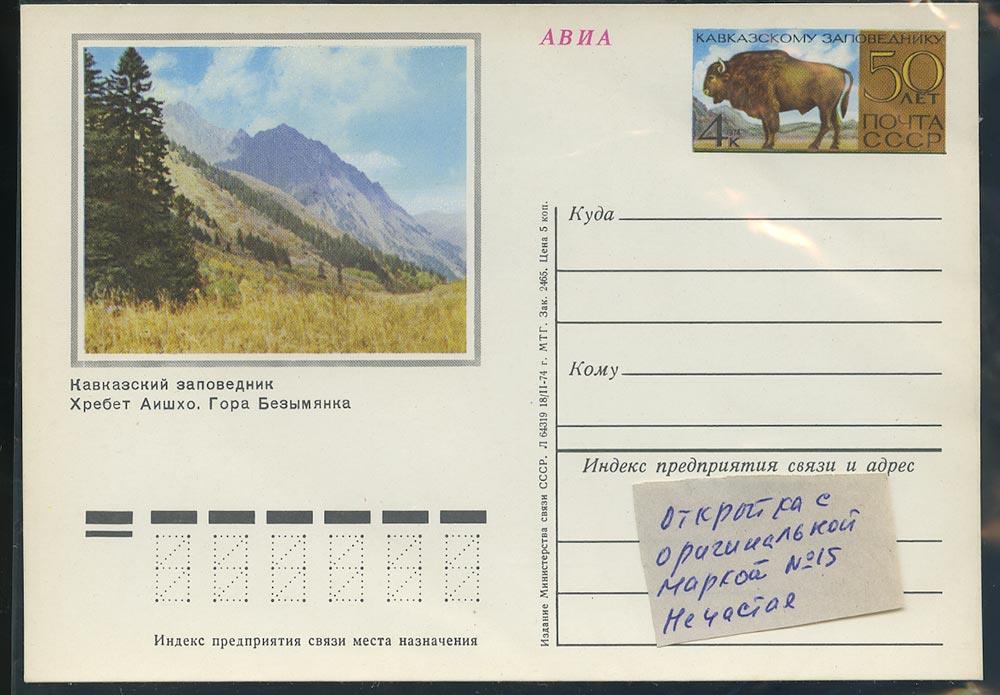 АВИА
КАВКАЗСКОМУ ЗАПОВЕДНИКУ
50
ЛЕТ
ПОЧТА
СССР
4к
1974
Кавказский заповедник
Хребет Аишхо. Гора Безымянка
Индекс предприятия связи места назначения
Издание Министерства связи СССР. Л 64319 18/II-74 г. МТГ. Зак. 2465. Цена 5 коп.
Куда
Кому
Индекс предприятия связи и адрес
Открытка с
оригинальной
маркой №15
Нечастая